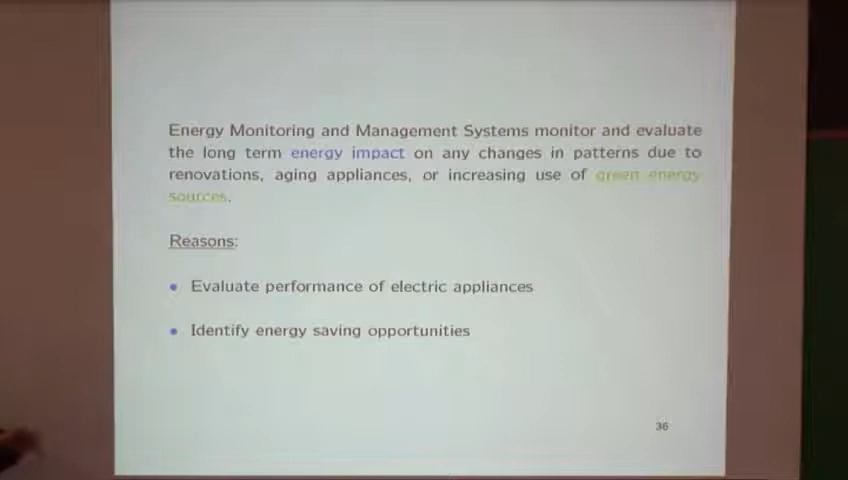 Energy Monitoring and Management Systems monitor and evaluate
the long term energy impact on any changes in patterns due to
renovations, aging appliances, or increasing use of green energy
sources.
Reasons:
• Evaluate performance of electric appliances
• Identify energy saving opportunities
36